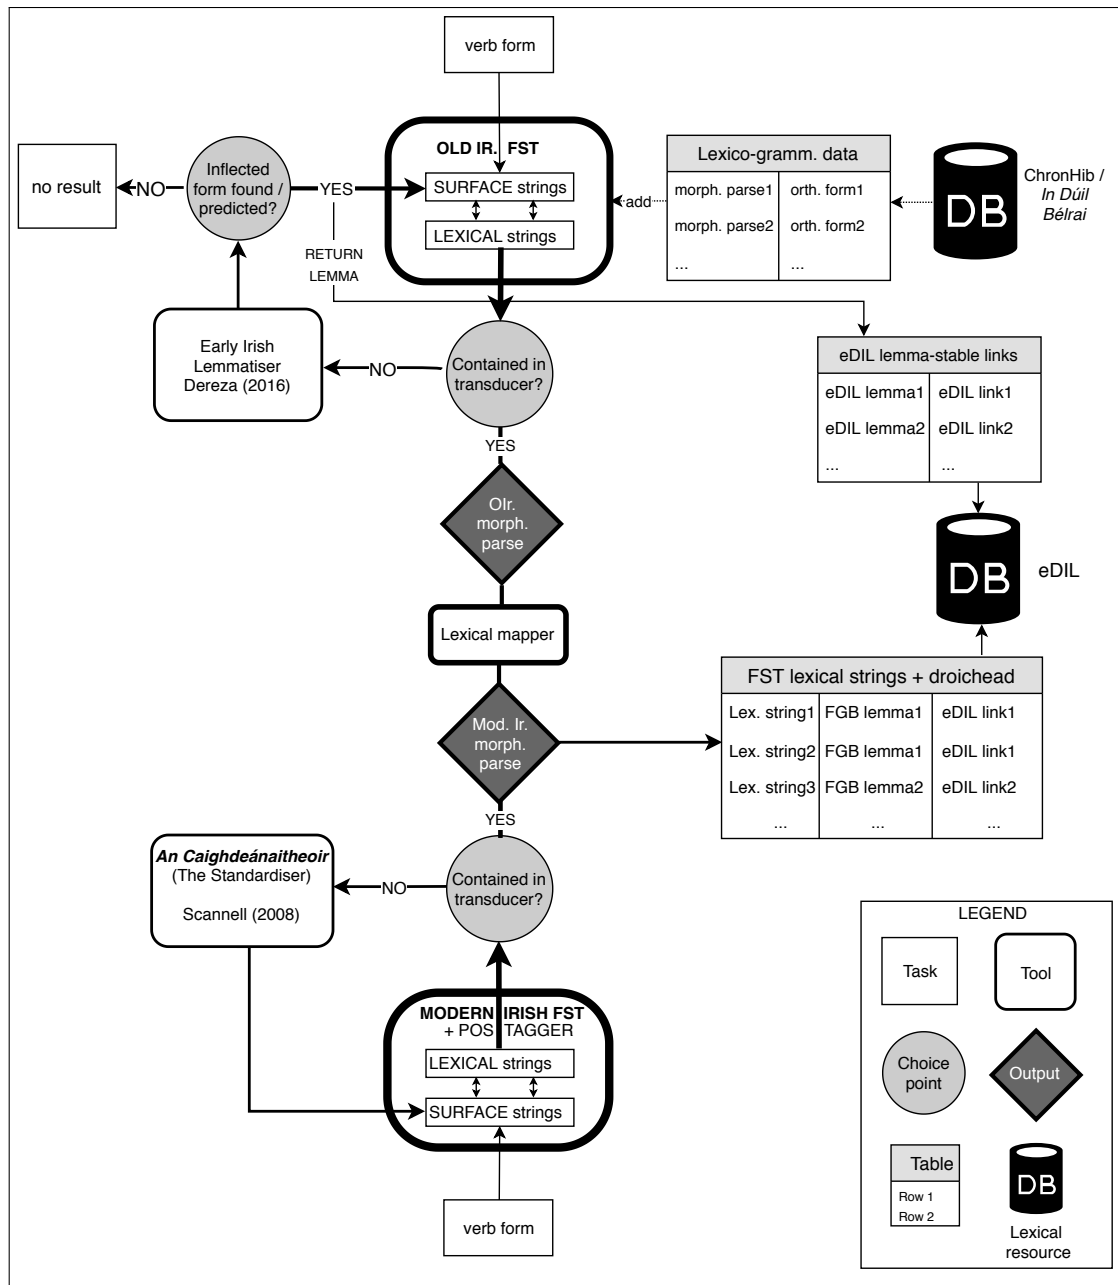 verb form
OLD IR. FST
SURFACE strings
LEXICAL strings
Inflected
form found /
predicted?
NO
no result
YES
RETURN
LEMMA
add
Lexico-gramm. data
morph. parse1 orth. form1
morph. parse2 orth. form2
... ...
DB
ChronHib /
In Dúil
Bélrai
Early Irish
Lemmatiser
Dereza (2016)
NO
Contained in
transducer?
YES
eDIL lemma-stable links
eDIL lemma1 eDIL link1
eDIL lemma2 eDIL link2
... ...
OIr.
morph.
parse
DB
eDIL
Lexical mapper
Mod. Ir.
morph.
parse
FST lexical strings + droichead
Lex. string1 FGB lemma1 eDIL link1
Lex. string2 FGB lemma1 eDIL link1
Lex. string3 FGB lemma2 eDIL link2
... ... ...
YES
Contained in
transducer?
NO
An Caighdeánaitheoir
(The Standardiser)
Scannell (2008)
MODERN IRISH FST
+ POS TAGGER
LEXICAL strings
SURFACE strings
verb form
LEGEND
Task
Tool
Choice
point
Output
Table
Row 1
Row 2
DB
Lexical
resource